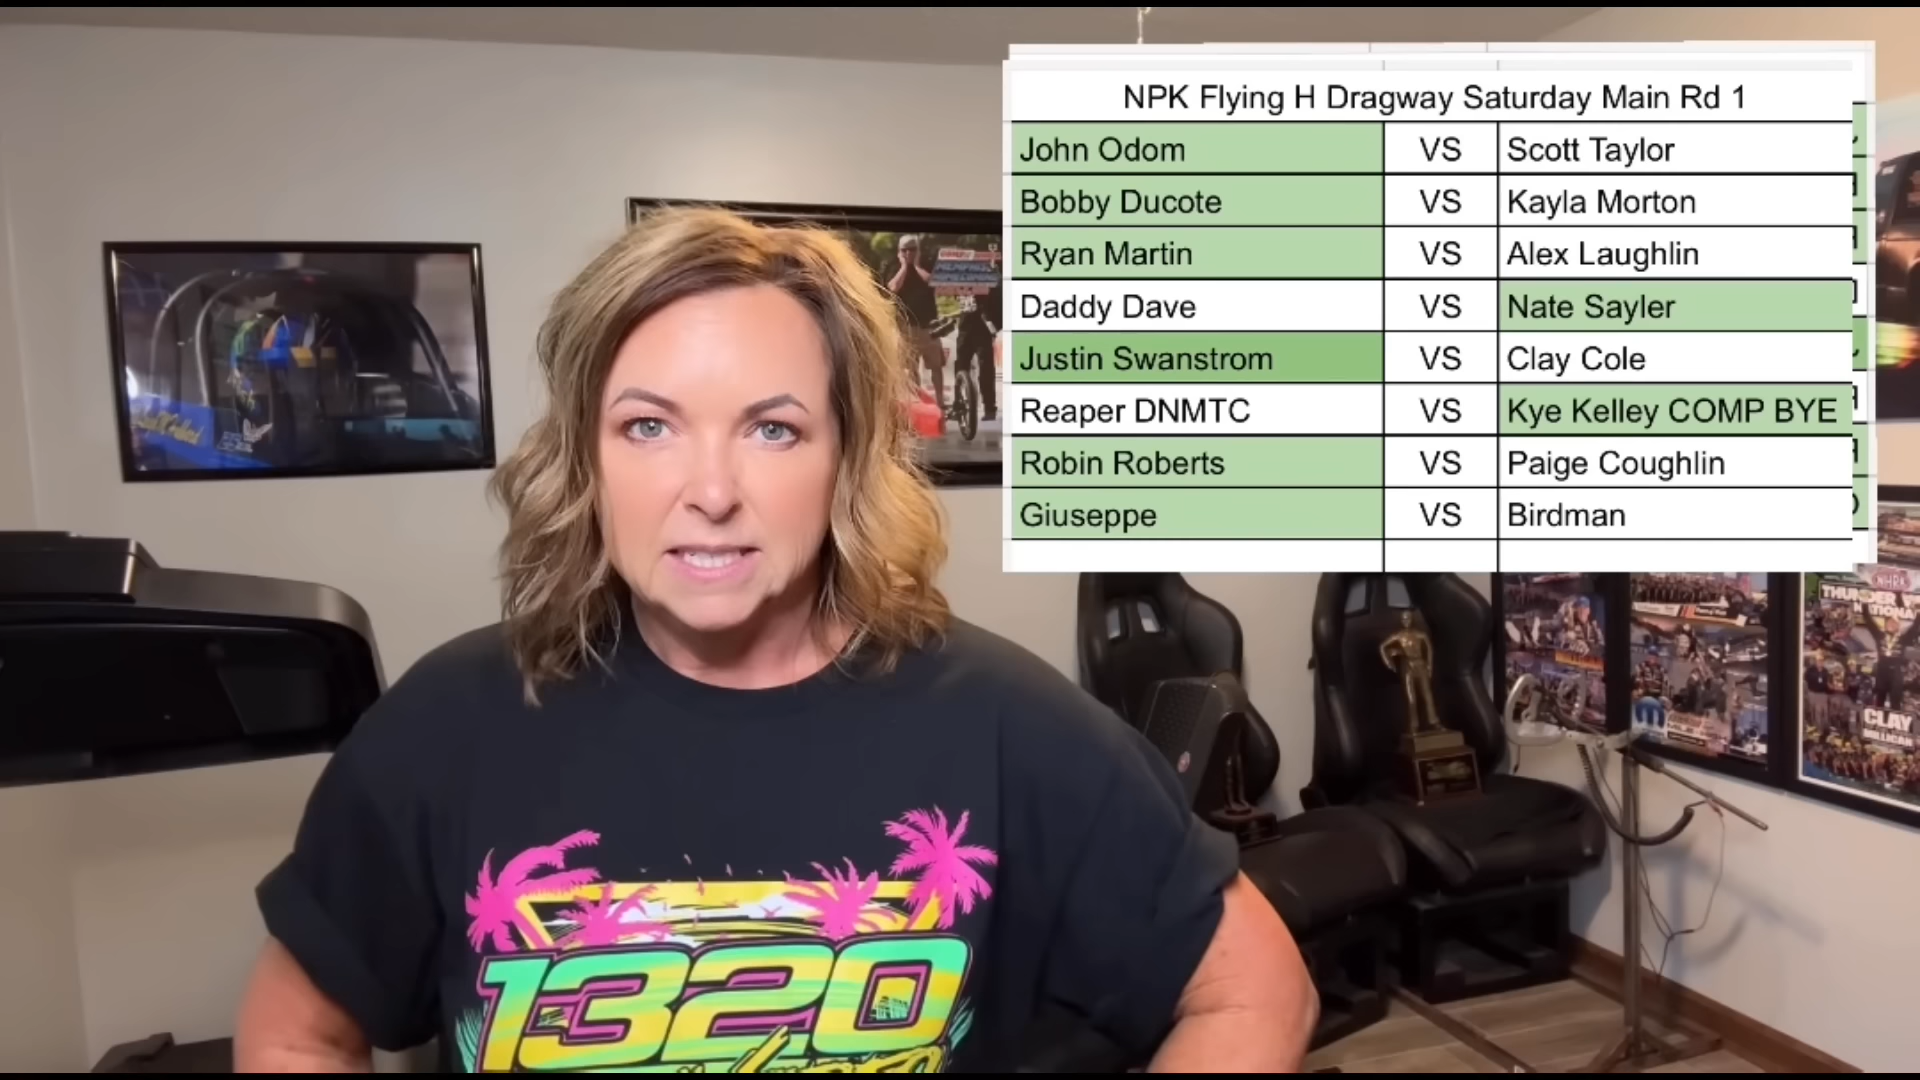 NPK Flying H Dragway Saturday Main Rd 1
John Odom VS Scott Taylor
Bobby Ducote VS Kayla Morton
Ryan Martin VS Alex Laughlin
Daddy Dave VS Nate Sayler
Justin Swanstrom VS Clay Cole
Reaper DNMTC VS Kye Kelley COMP BYE
Robin Roberts VS Paige Coughlin
Giuseppe VS Birdman
NHRA
CLAY
MILLICAN
1320